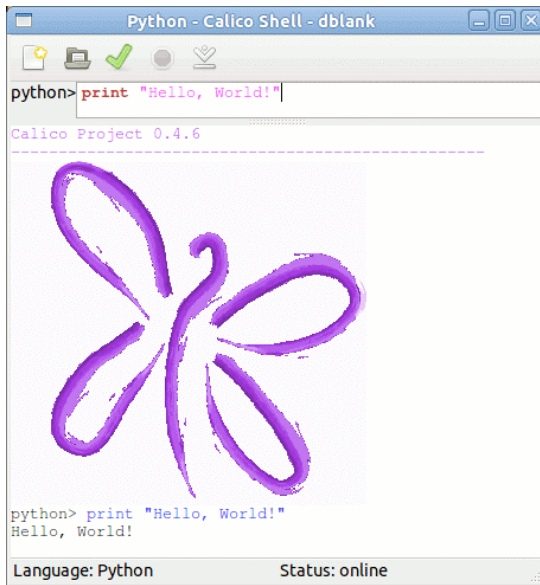 Python - Calico Shell - dblank
python> print "Hello, World!"
Calico Project 0.4.6
-------------------------------------------------
python> print "Hello, World!"
Hello, World!
Language: Python Status: online